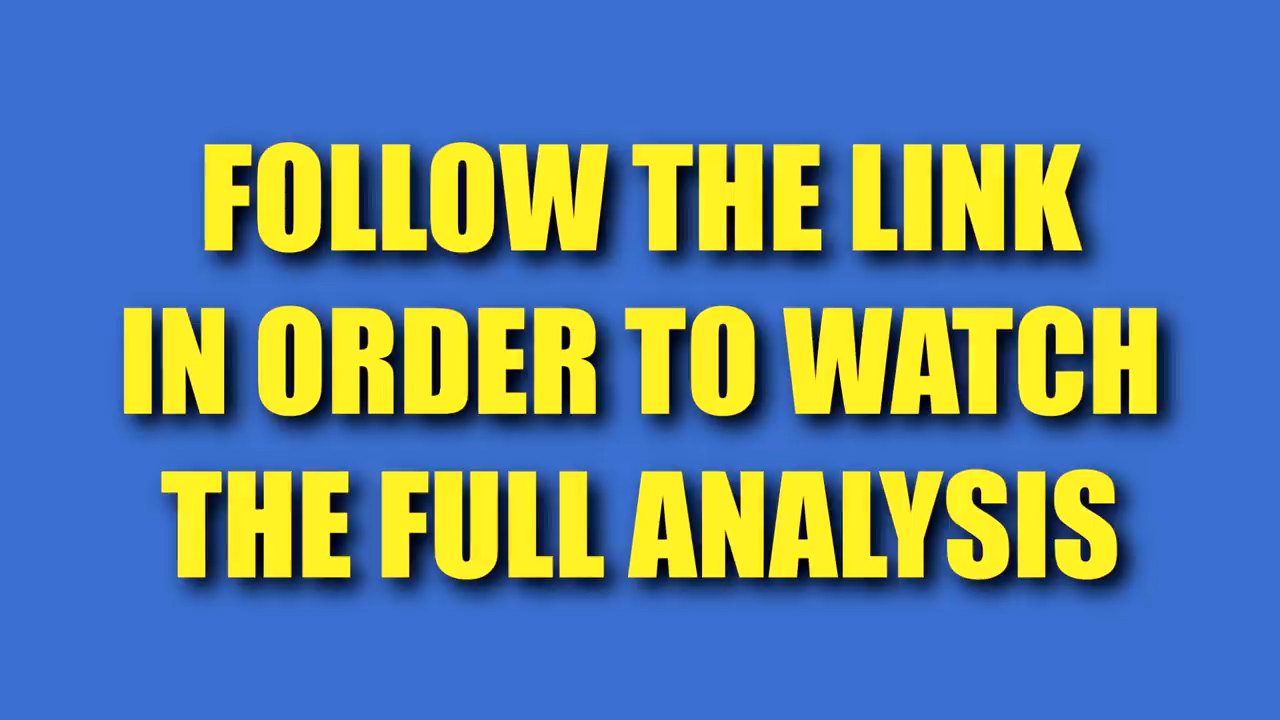 FOLLOW THE LINK
IN ORDER TO WATCH
THE FULL ANALYSIS